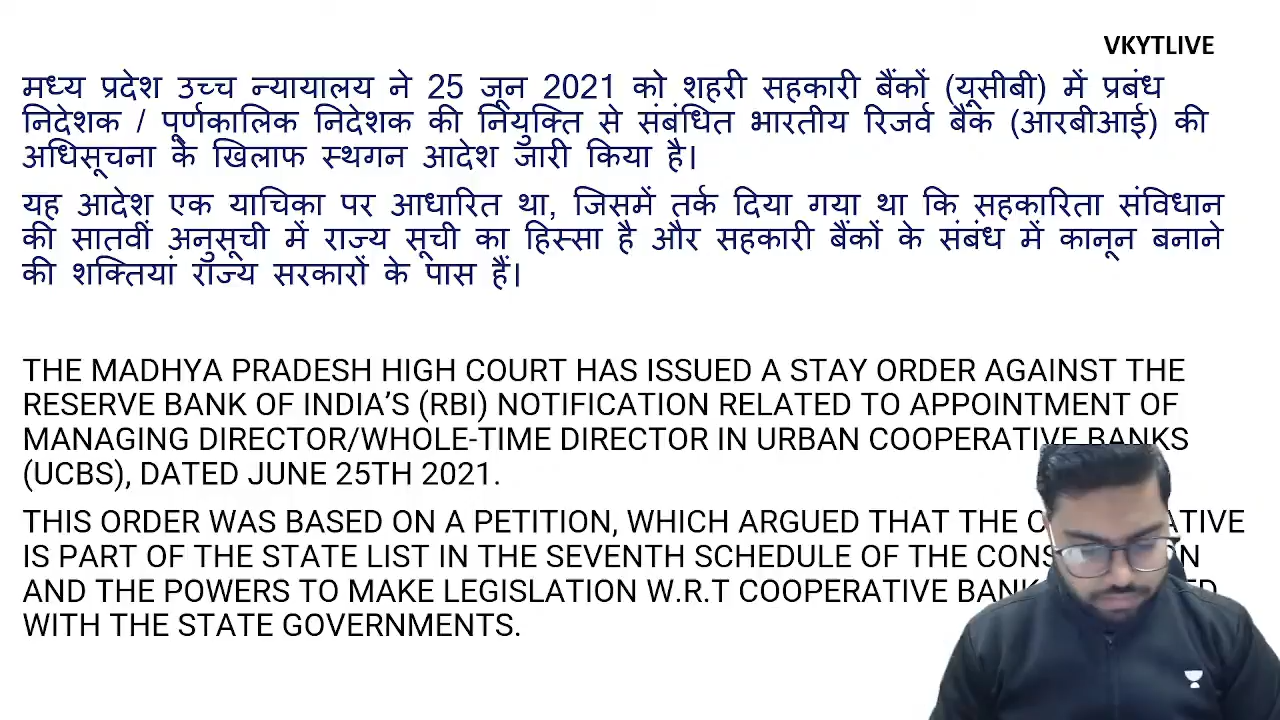 VKYTLIVE
मध्य प्रदेश उच्च न्यायालय ने 25 जून 2021 को शहरी सहकारी बैंकों (यूसीबी) में प्रबंध
निदेशक / पूर्णकालिक निदेशक की नियुक्ति से संबंधित भारतीय रिजर्व बैंक (आरबीआई) की
अधिसूचना के खिलाफ स्थगन आदेश जारी किया है।
यह आदेश एक याचिका पर आधारित था, जिसमें तर्क दिया गया था कि सहकारिता संविधान
की सातवीं अनुसूची में राज्य सूची का हिस्सा है और सहकारी बैंकों के संबंध में कानून बनाने
की शक्तियां राज्य सरकारों के पास हैं।
THE MADHYA PRADESH HIGH COURT HAS ISSUED A STAY ORDER AGAINST THE
RESERVE BANK OF INDIA’S (RBI) NOTIFICATION RELATED TO APPOINTMENT OF
MANAGING DIRECTOR/WHOLE-TIME DIRECTOR IN URBAN COOPERATIVE BANKS
(UCBS), DATED JUNE 25TH 2021.
THIS ORDER WAS BASED ON A PETITION, WHICH ARGUED THAT THE
IS PART OF THE STATE LIST IN THE SEVENTH SCHEDULE OF THE
AND THE POWERS TO MAKE LEGISLATION W.R.T COOPERATIVE
WITH THE STATE GOVERNMENTS.